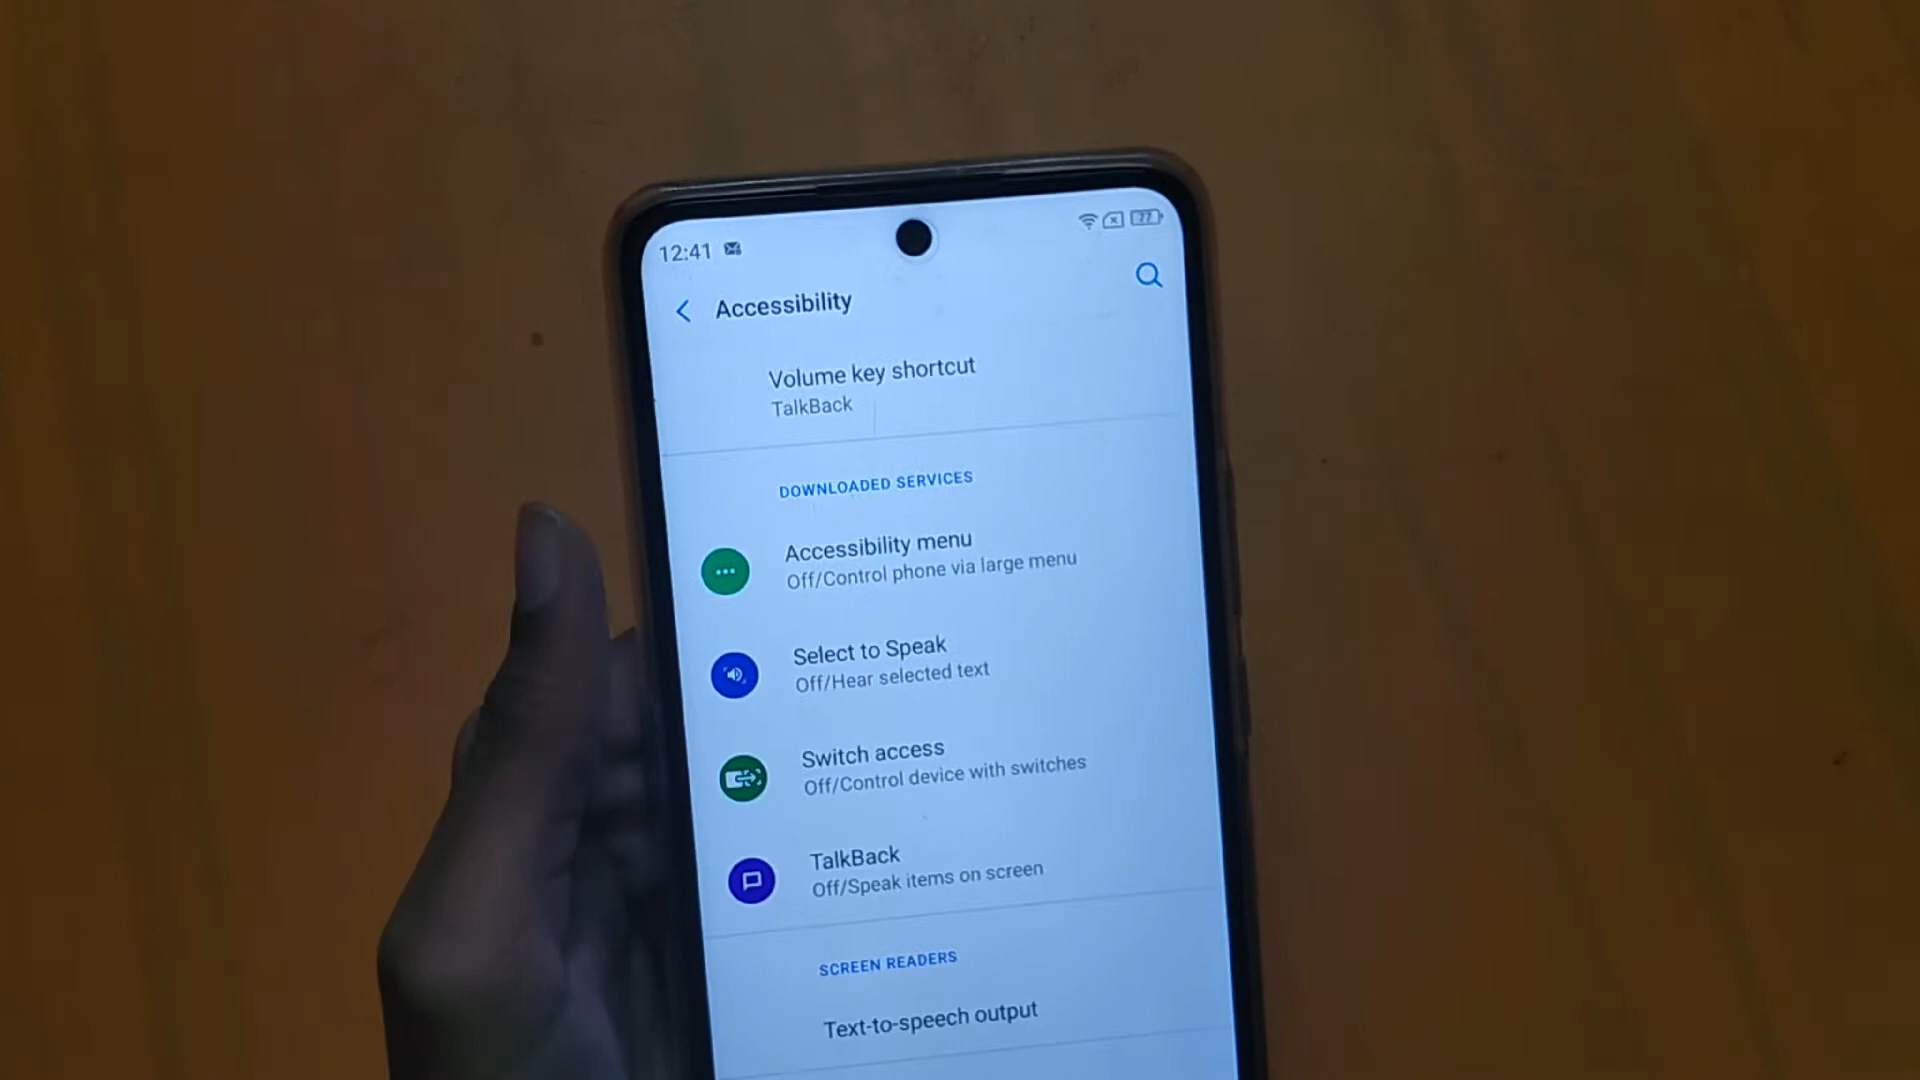 12:41
77
Accessibility
Volume key shortcut
TalkBack
DOWNLOADED SERVICES
Accessibility menu
Off/Control phone via large menu
Select to Speak
Off/Hear selected text
Switch access
Off/Control device with switches
TalkBack
Off/Speak items on screen
SCREEN READERS
Text-to-speech output